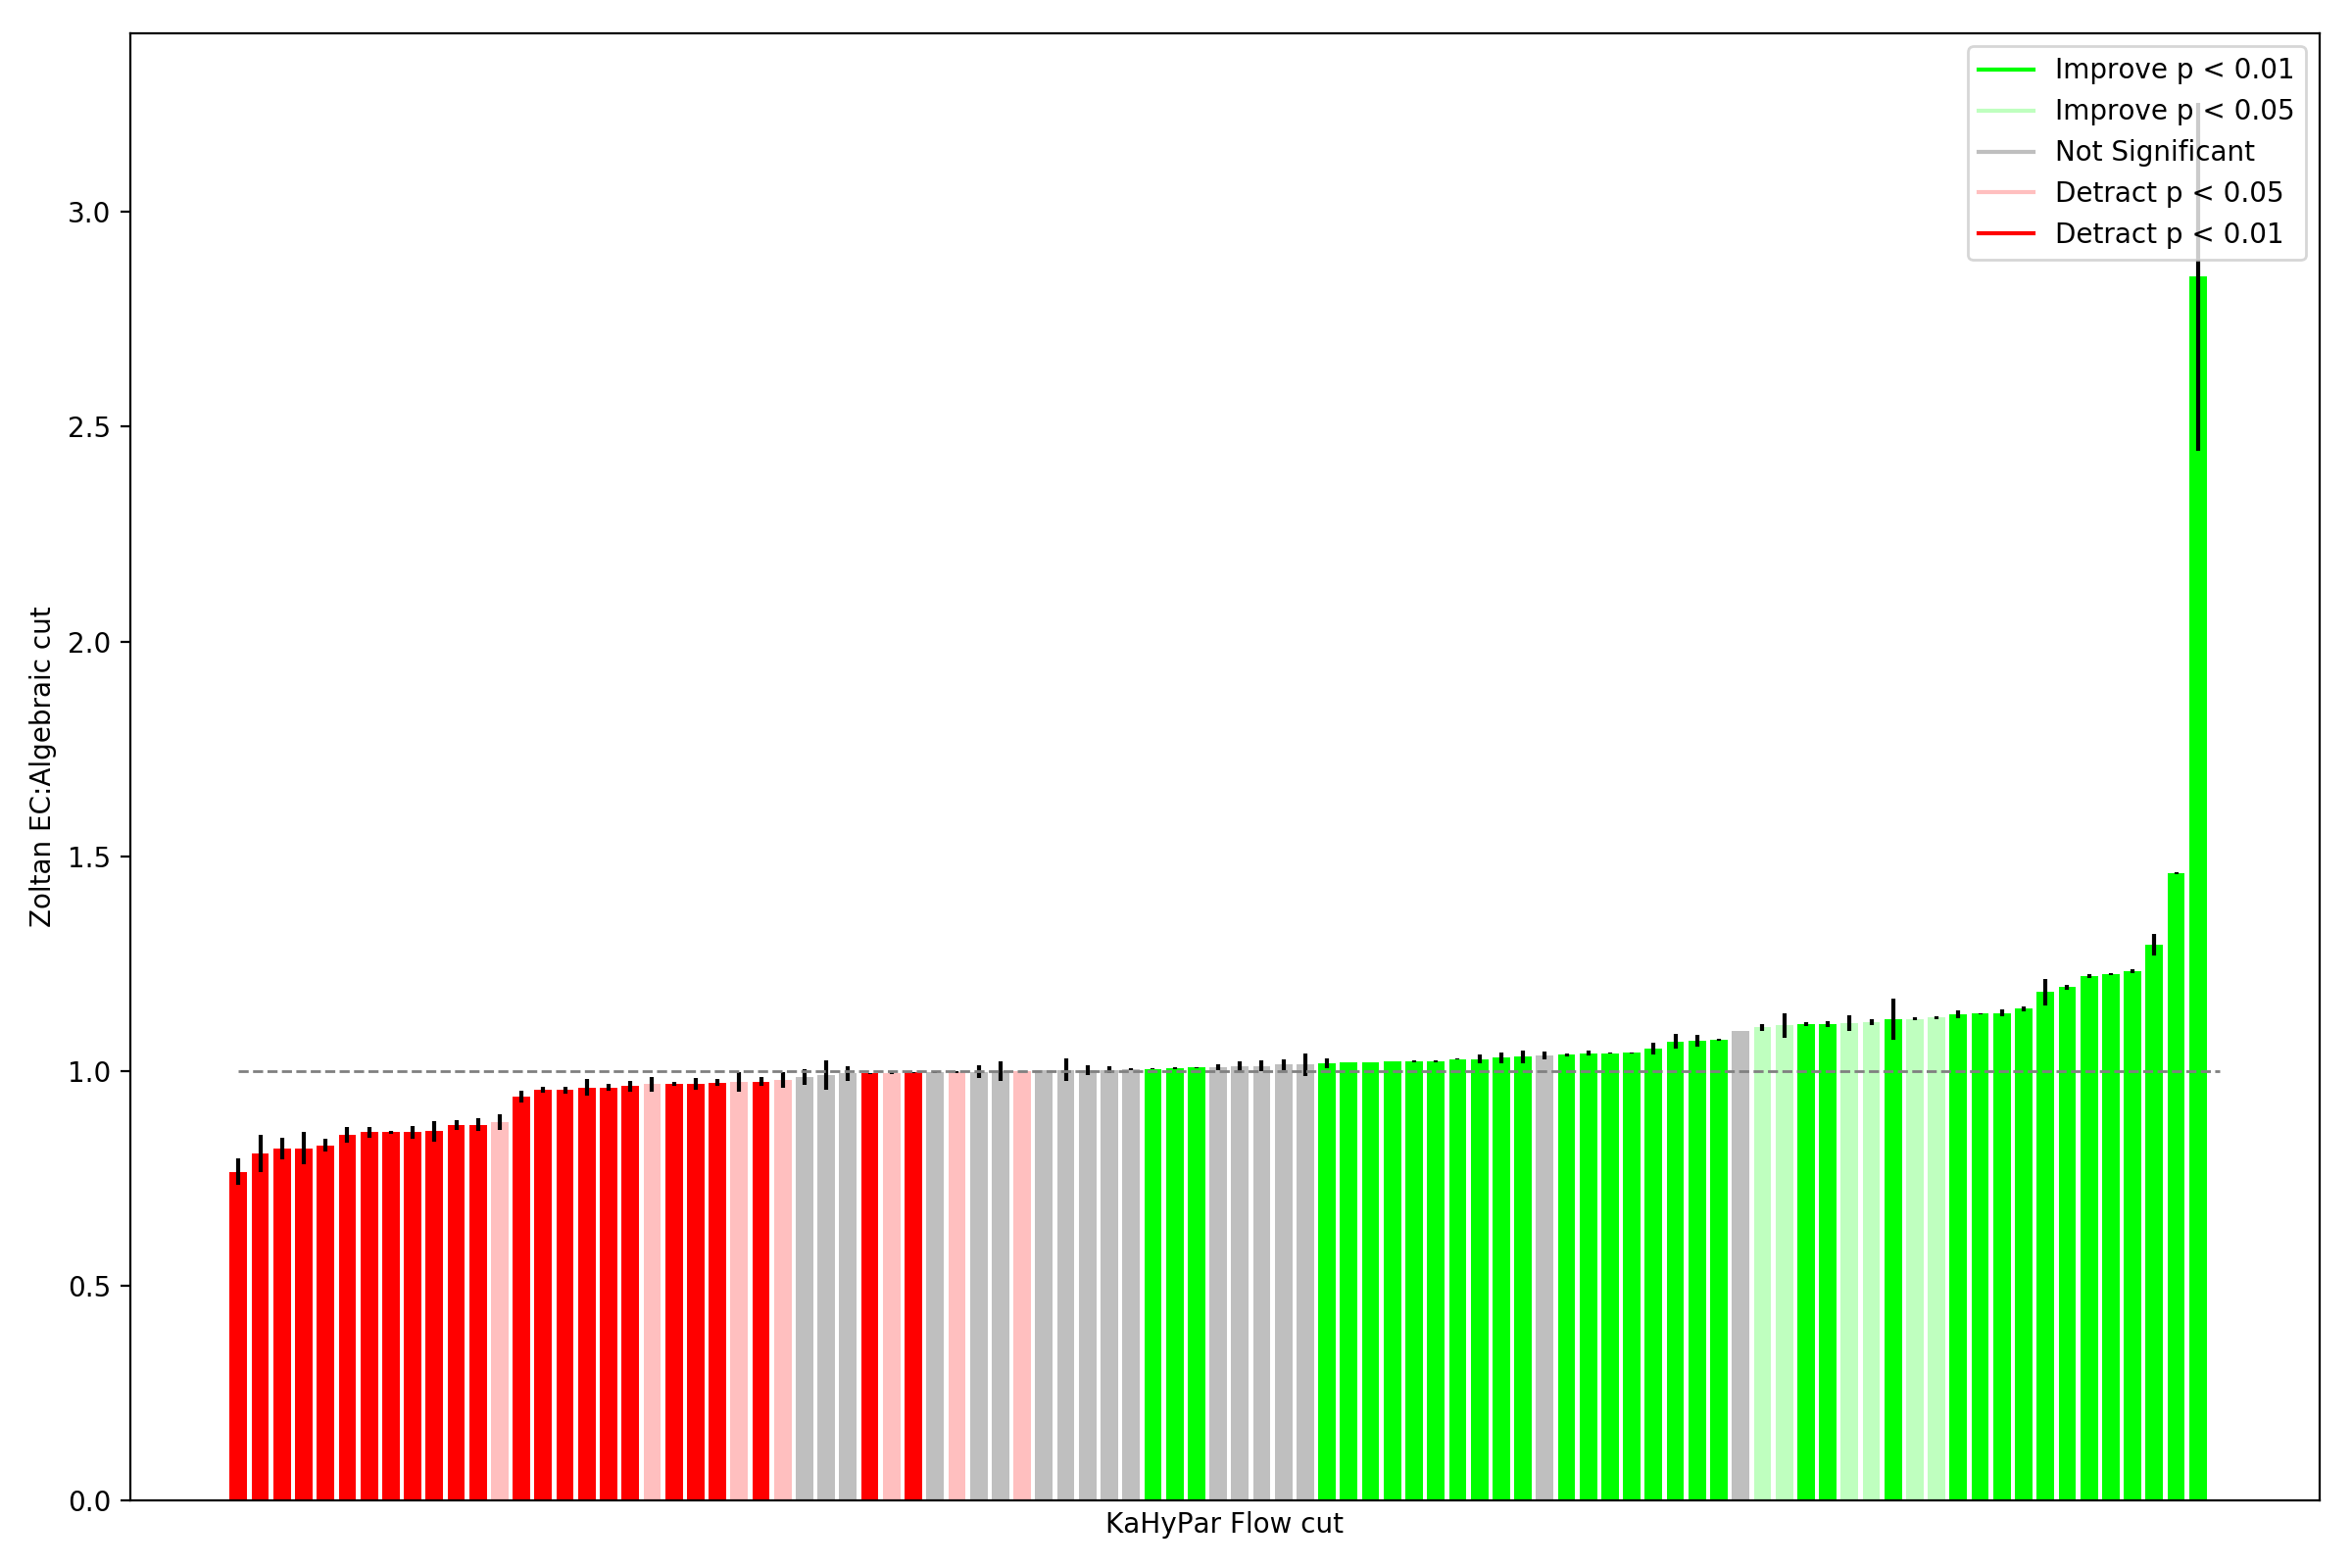 Improve p < 0.01
Improve p < 0.05
Not Significant
Detract p < 0.05
Detract p < 0.01
3.0
2.5
2.0
1.5
1.0
0.5
0.0
Zoltan EC:Algebraic cut
KaHyPar Flow cut